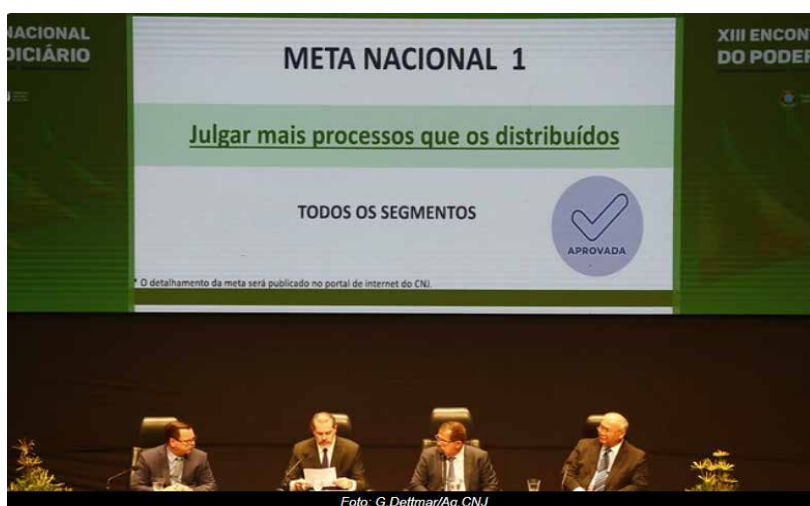 NACIONAL
DICIÁRIO
META NACIONAL 1
XIII ENCON
DO PODER
Julgar mais processos que os distribuídos
TODOS OS SEGMENTOS
APROVADA
* O detalhamento da meta será publicado no portal de internet do CNJ.
Foto: G.Dettmar/Ag.CNJ